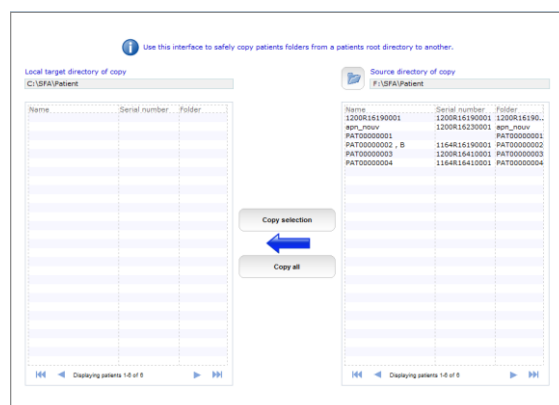 Use this interface to safely copy patients folders from a patients root directory to another.
Local target directory of copy
C:\SFA\Patient
Source directory of copy
F:\SFA\Patient
Name Serial number Folder
Name Serial number Folder
1200R16190001 1200R16190001 1200R16190..
apn_nouv 1200R16230001 apn_nouv
PAT00000001 PAT00000001
PAT00000002 , B 1164R16190001 PAT00000002
PAT00000003 1200R16410001 PAT00000003
PAT00000004 1164R16410001 PAT00000004
Copy selection
Copy all
Displaying patients 1-6 of 6
Displaying patients 1-6 of 6